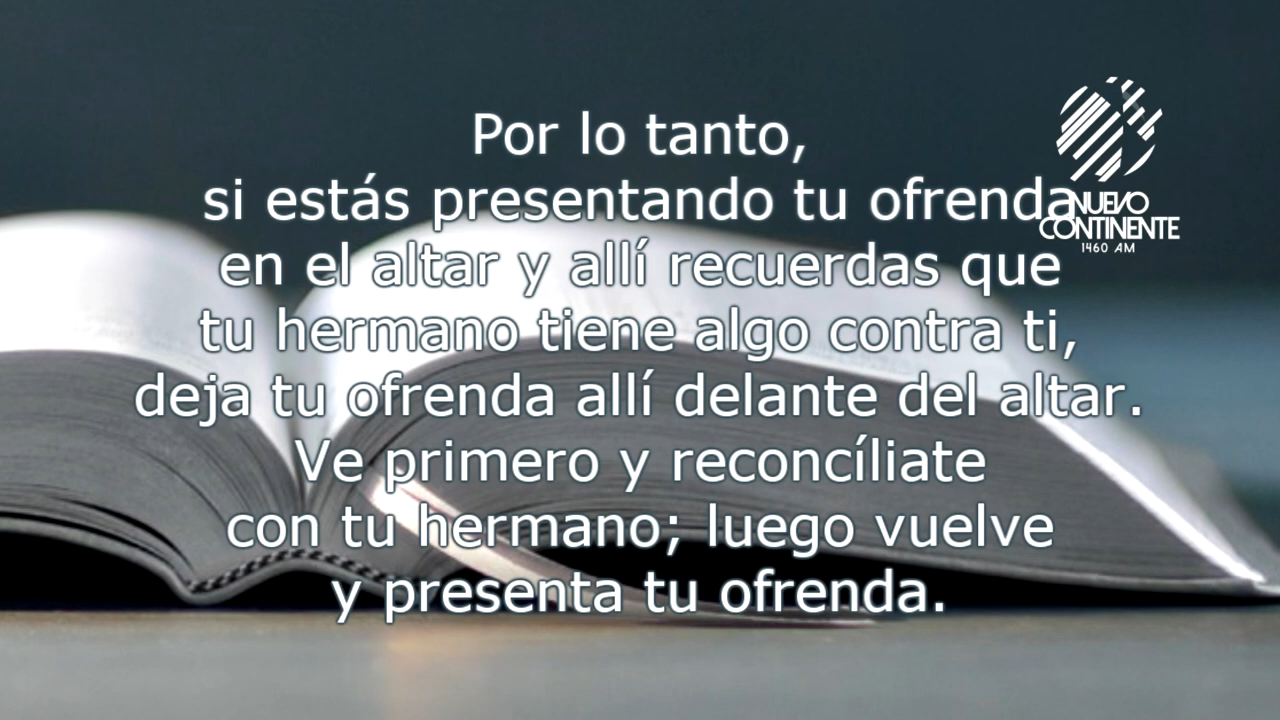 Por lo tanto,
si estás presentando tu ofrenda
en el altar y allí recuerdas que
tu hermano tiene algo contra ti,
deja tu ofrenda allí delante del altar.
Ve primero y reconcíliate
con tu hermano; luego vuelve
y presenta tu ofrenda.
NUEVO
CONTINENTE
1460 AM